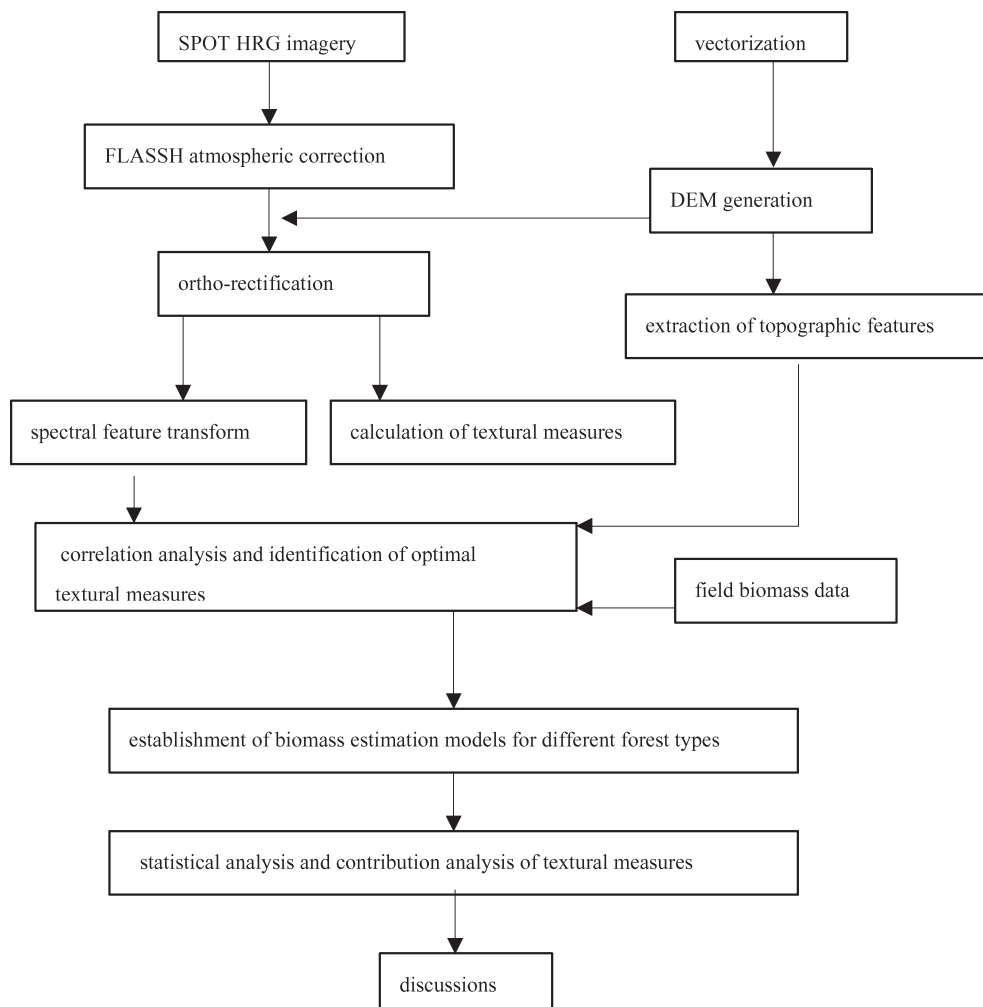 SPOT HRG imagery
vectorization
FLASSH atmospheric correction
DEM generation
ortho-rectification
extraction of topographic features
spectral feature transform
calculation of textural measures
correlation analysis and identification of optimal
textural measures
field biomass data
establishment of biomass estimation models for different forest types
statistical analysis and contribution analysis of textural measures
discussions